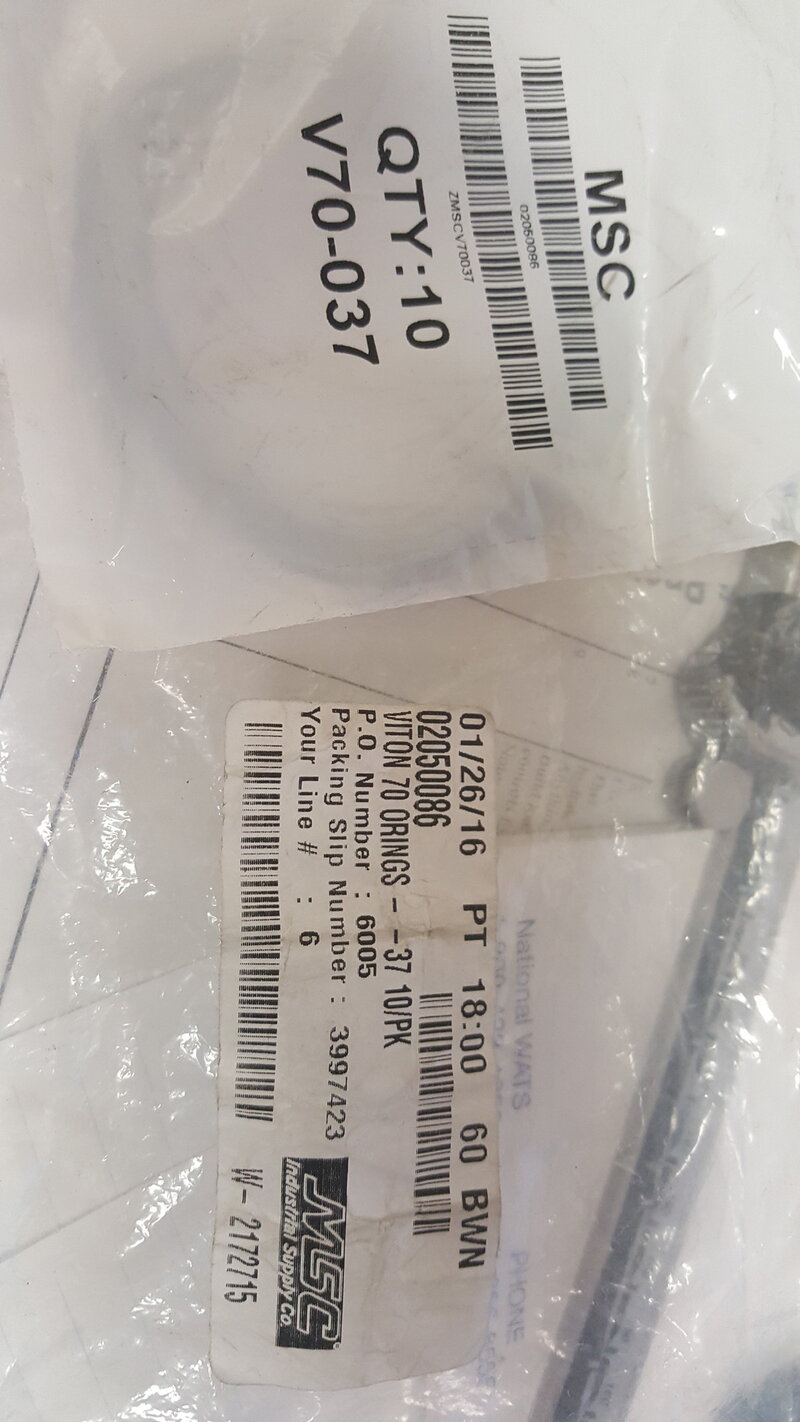 MSC
02050086
ZMSCV70037
QTY:10
V70-037
01/26/16 PT 18:00 60 BWN
02050086
VITON 70 ORINGS - -37 10/PK
P.O. Number : 6005
Packing Slip Number : 3997423
Your Line # : 6
MSC
Industrial Supply Co.
W- 2172715
National WATS
PHONE